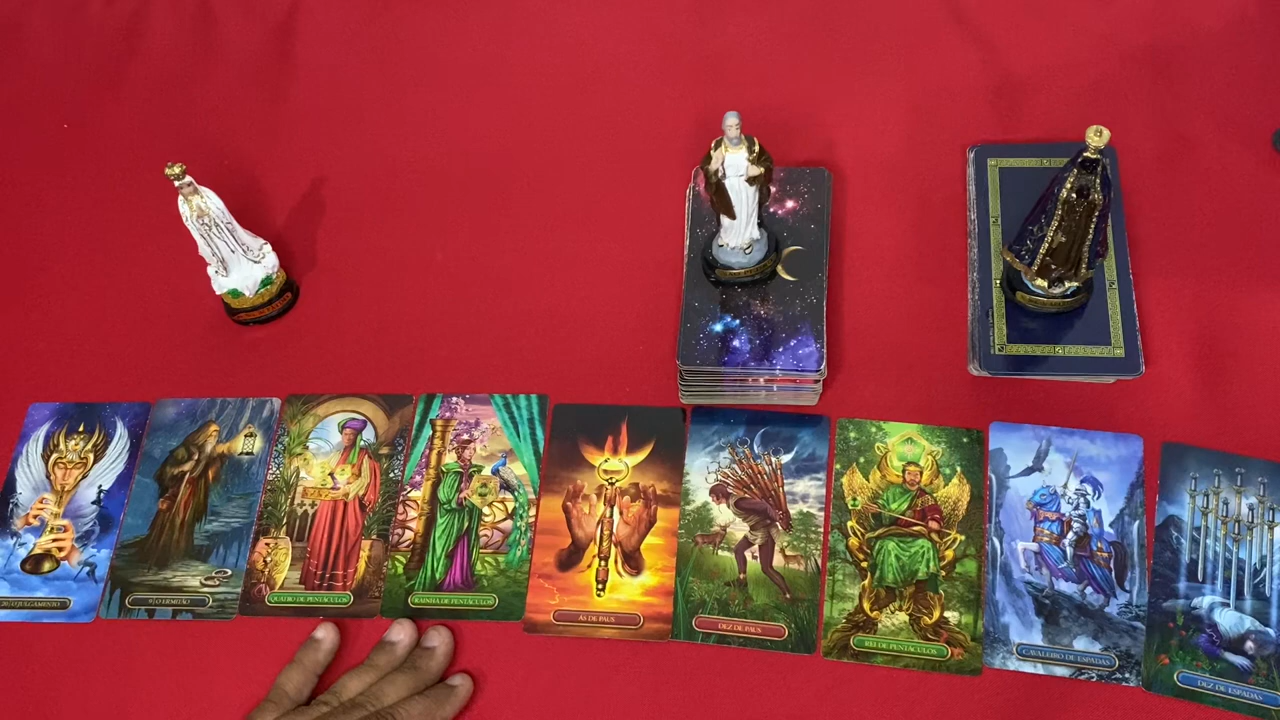 20 | O JULGAMENTO
9 | O ERMITÃO
QUATRO DE PENTÁCULOS
RAINHA DE PENTÁCULOS
ÁS DE PAUS
DEZ DE PAUS
REI DE PENTÁCULOS
CAVALEIRO DE ESPADAS
DEZ DE ESPADAS